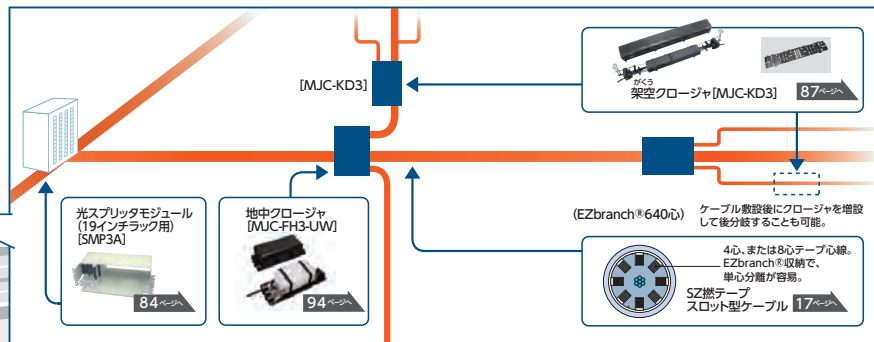 [MJC-KD3]
がくう
架空クロージャ[MJC-KD3]
87ページへ
光スプリッタモジュール
(19インチラック用)
[SMP3A]
84ページへ
地中クロージャ
[MJC-FH3-UW]
94ページへ
(EZbranch®640心)
ケーブル敷設後にクロージャを増設
して後分岐することも可能。
4心、または8心テープ心線。
EZbranch®収納で、
単心分離が容易。
SZ撚テープ
スロット型ケーブル
17ページへ